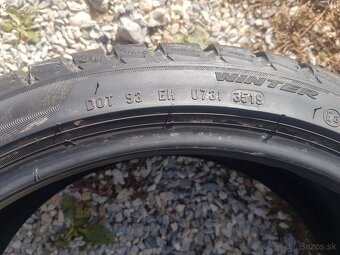 WINTER
DOT 93 EH U731 3519
bazos.sk